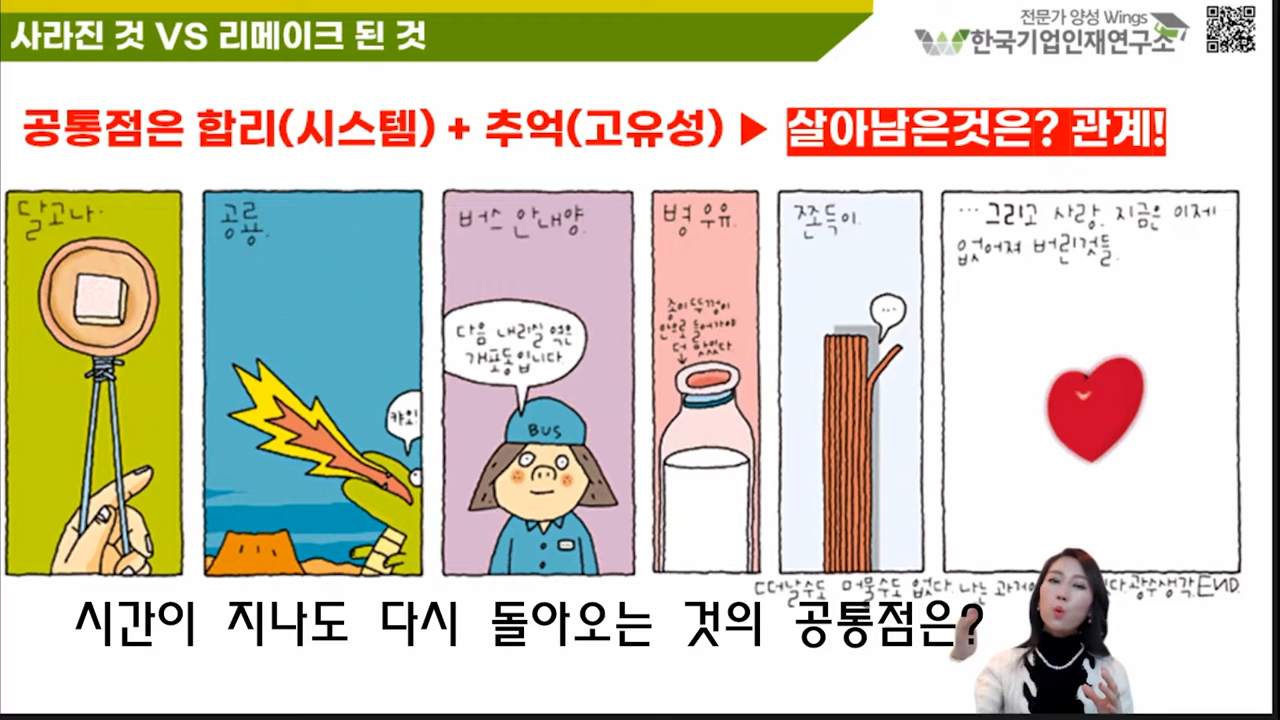 사라진 것 VS 리메이크 된 것
전문가 양성 Wings
한국기업인재연구소
공통점은 합리(시스템) + 추억(고유성) ▶ 살아남은것은? 관계!
달고나.
공룡.
캬오!
버스 안내양.
다음 내리실 역은
개포동입니다.
BUS
병 우유.
종이뚜껑이
안으로 들어가야
더 맛있다
쫀득이.
...
... 그리고 사랑. 지금은 이제
없어져 버린것들.
떠날수도 머물수도 없다. 나는 과거에 다. 광수생각. END.
시간이 지나도 다시 돌아오는 것의 공통점은?